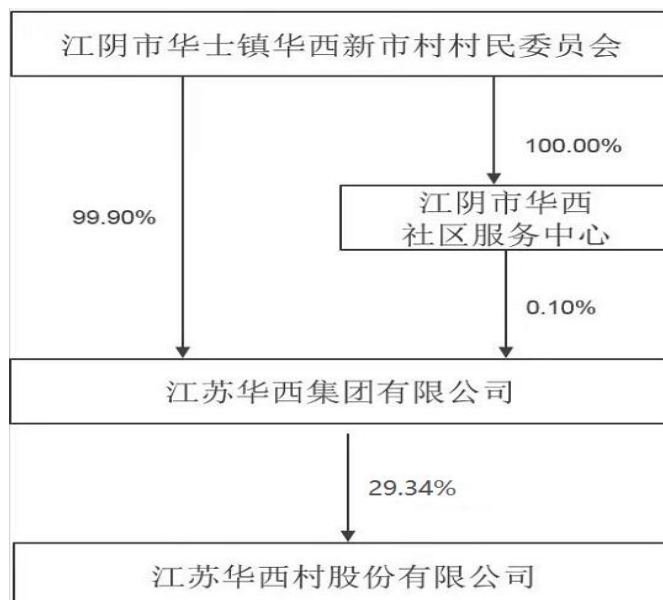 江阴市华士镇华西新市村村民委员会
100.00%
99.90%
江阴市华西
社区服务中心
0.10%
江苏华西集团有限公司
29.34%
江苏华西村股份有限公司